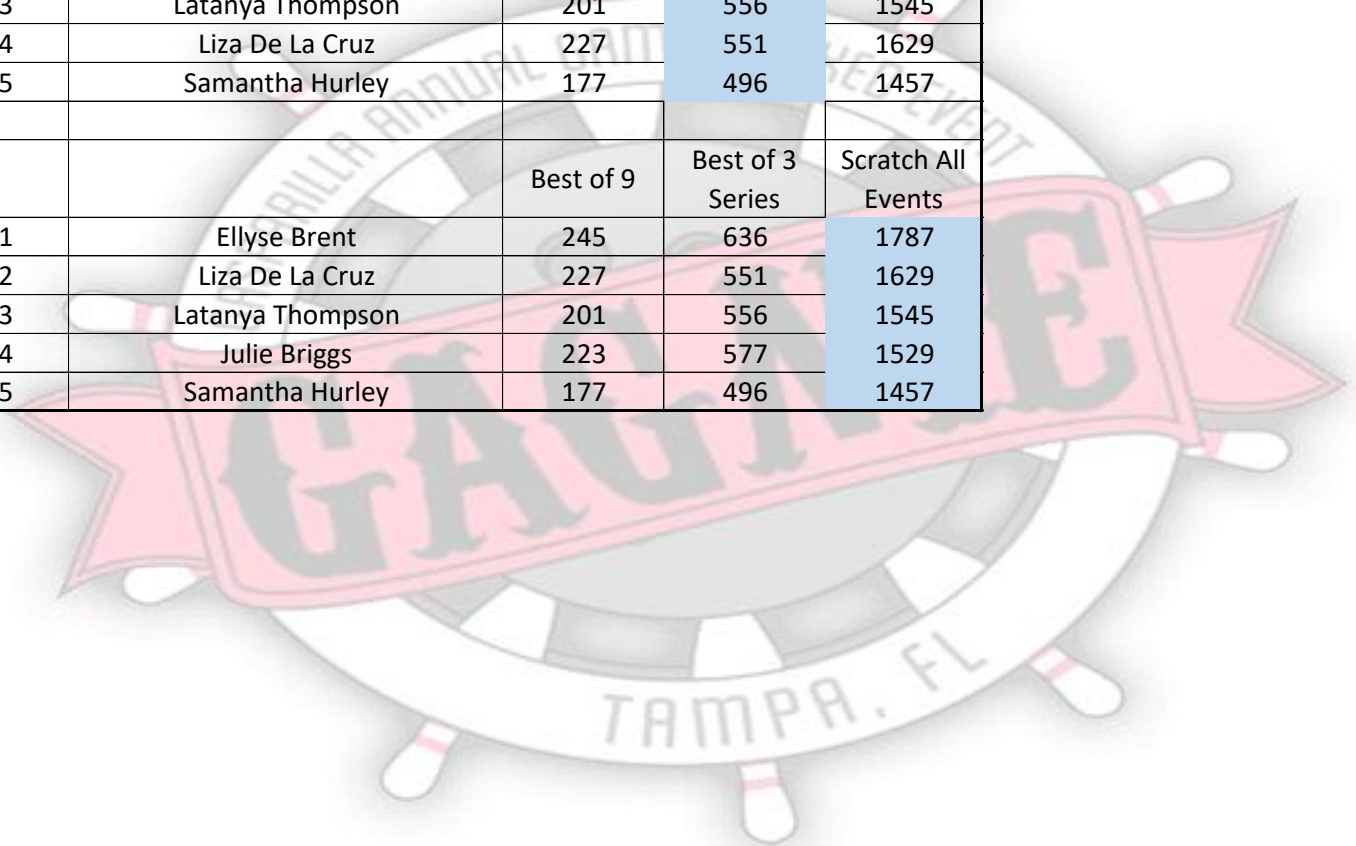 3 Latanya Thompson 201 556 1545
4 Liza De La Cruz 227 551 1629
5 Samantha Hurley 177 496 1457
Best of 9 Best of 3 Series Scratch All Events
1 Ellyse Brent 245 636 1787
2 Liza De La Cruz 227 551 1629
3 Latanya Thompson 201 556 1545
4 Julie Briggs 223 577 1529
5 Samantha Hurley 177 496 1457
ANNUAL EVENT
GAGNIE
TAMPA, FL